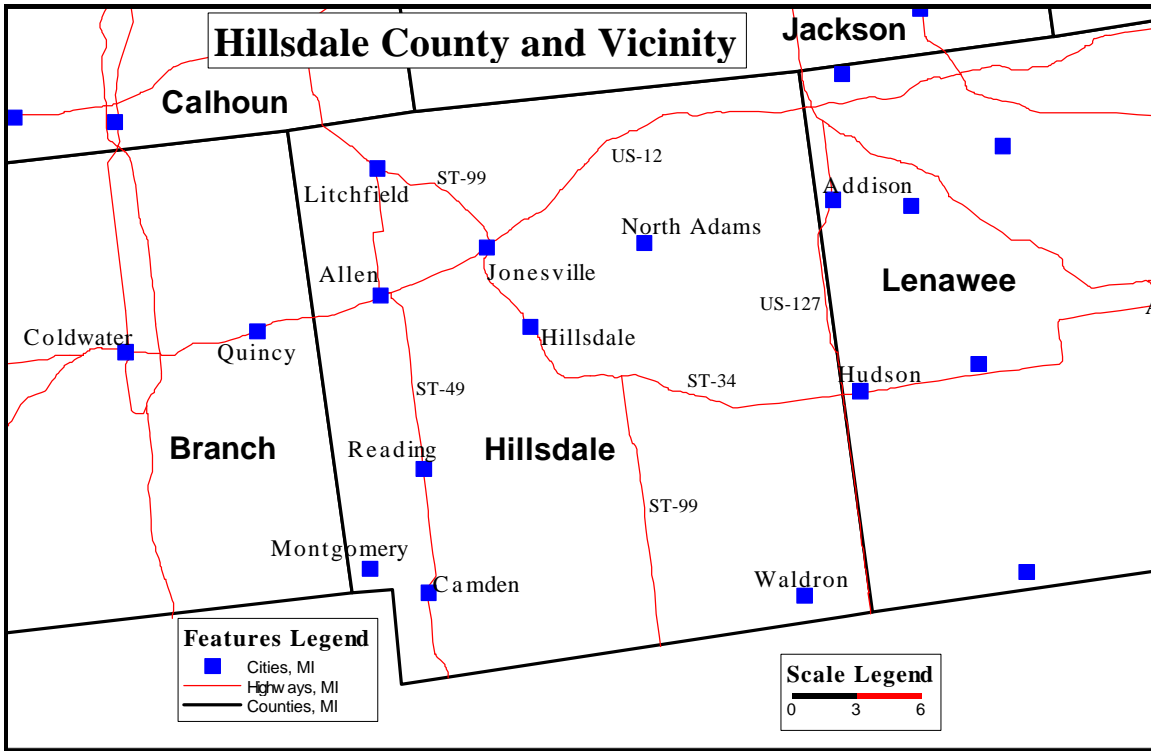 Hillsdale County and Vicinity
Jackson
Calhoun
US-12
ST-99
Litchfield
Addison
North Adams
Jonesville
Allen
Lenawee
US-127
Coldwater
Quincy
Hillsdale
Hudson
ST-34
ST-49
Branch
Reading
Hillsdale
ST-99
Montgomery
Camden
Waldron
Features Legend
Cities, MI
Highways, MI
Counties, MI
Scale Legend
0 3 6